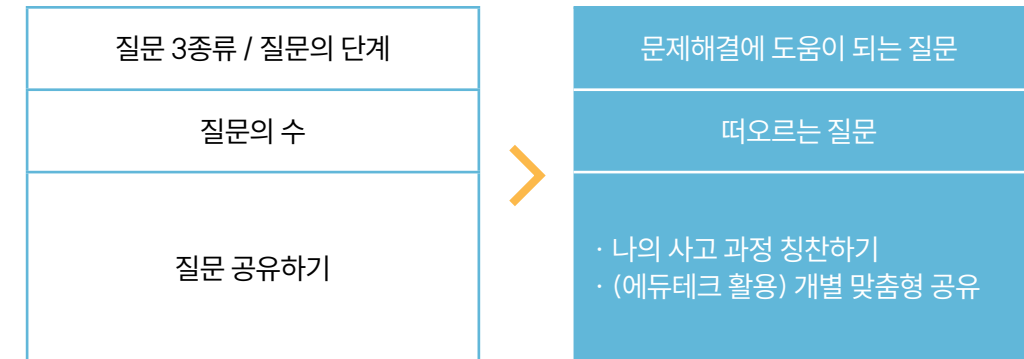 질문 3종류 / 질문의 단계
문제해결에 도움이 되는 질문
질문의 수
떠오르는 질문
질문 공유하기
· 나의 사고 과정 칭찬하기
· (에듀테크 활용) 개별 맞춤형 공유